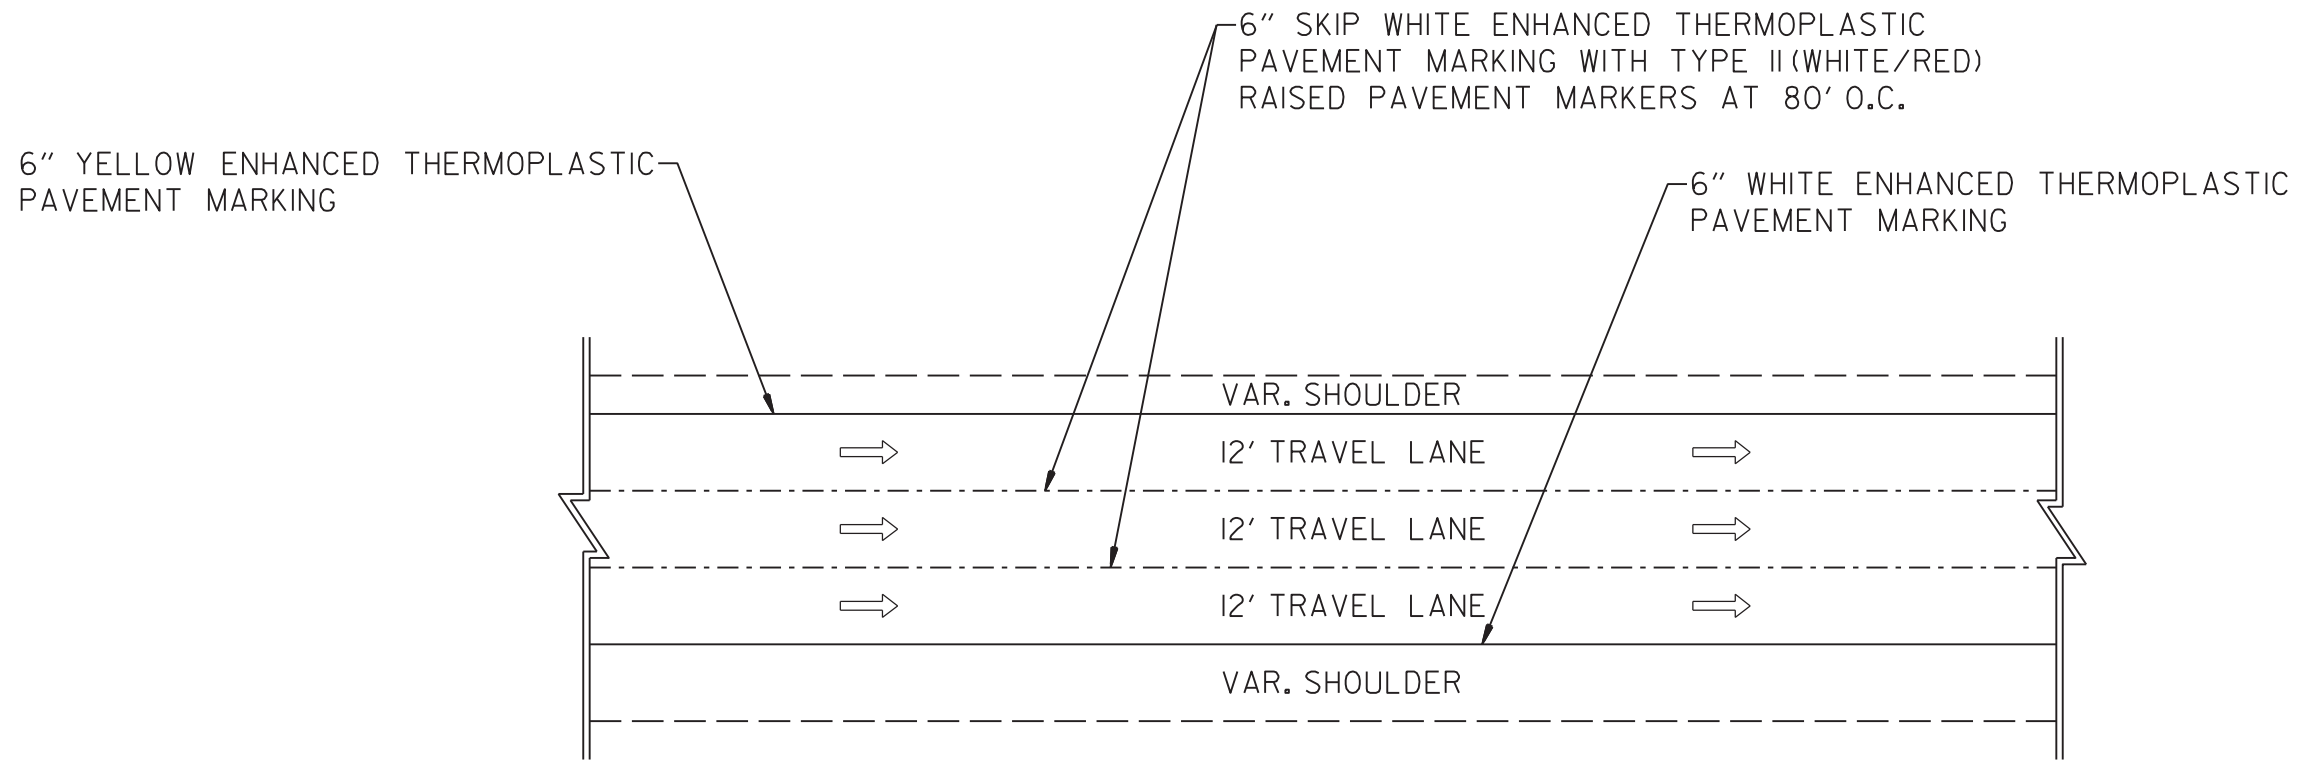 6" SKIP WHITE ENHANCED THERMOPLASTIC
PAVEMENT MARKING WITH TYPE II (WHITE/RED)
RAISED PAVEMENT MARKERS AT 80' O.C.
6" YELLOW ENHANCED THERMOPLASTIC
PAVEMENT MARKING
6" WHITE ENHANCED THERMOPLASTIC
PAVEMENT MARKING
VAR. SHOULDER
12' TRAVEL LANE
12' TRAVEL LANE
12' TRAVEL LANE
VAR. SHOULDER